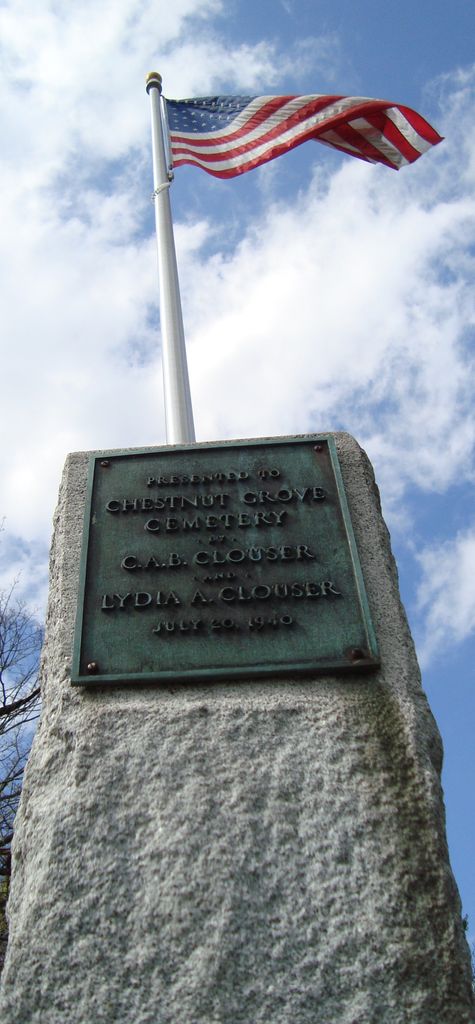 PRESENTED TO
CHESTNUT GROVE
CEMETERY
BY
C.A.B. CLOUSER
AND
LYDIA A. CLOUSER
JULY 20, 1940